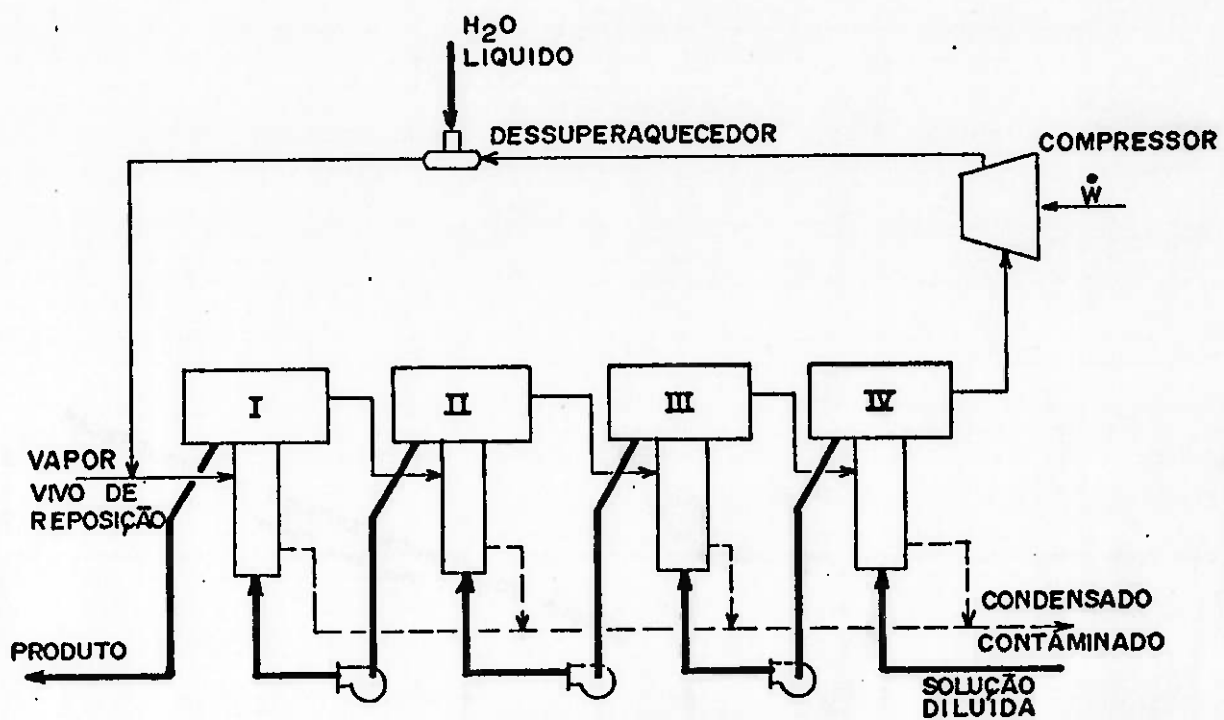 H2O
LIQUIDO
DESSUPERAQUECEDOR
COMPRESSOR
Ẇ
I
II
III
IV
VAPOR
VIVO DE
REPOSIÇÃO
CONDENSADO
CONTAMINADO
PRODUTO
SOLUÇÃO
DILUIDA